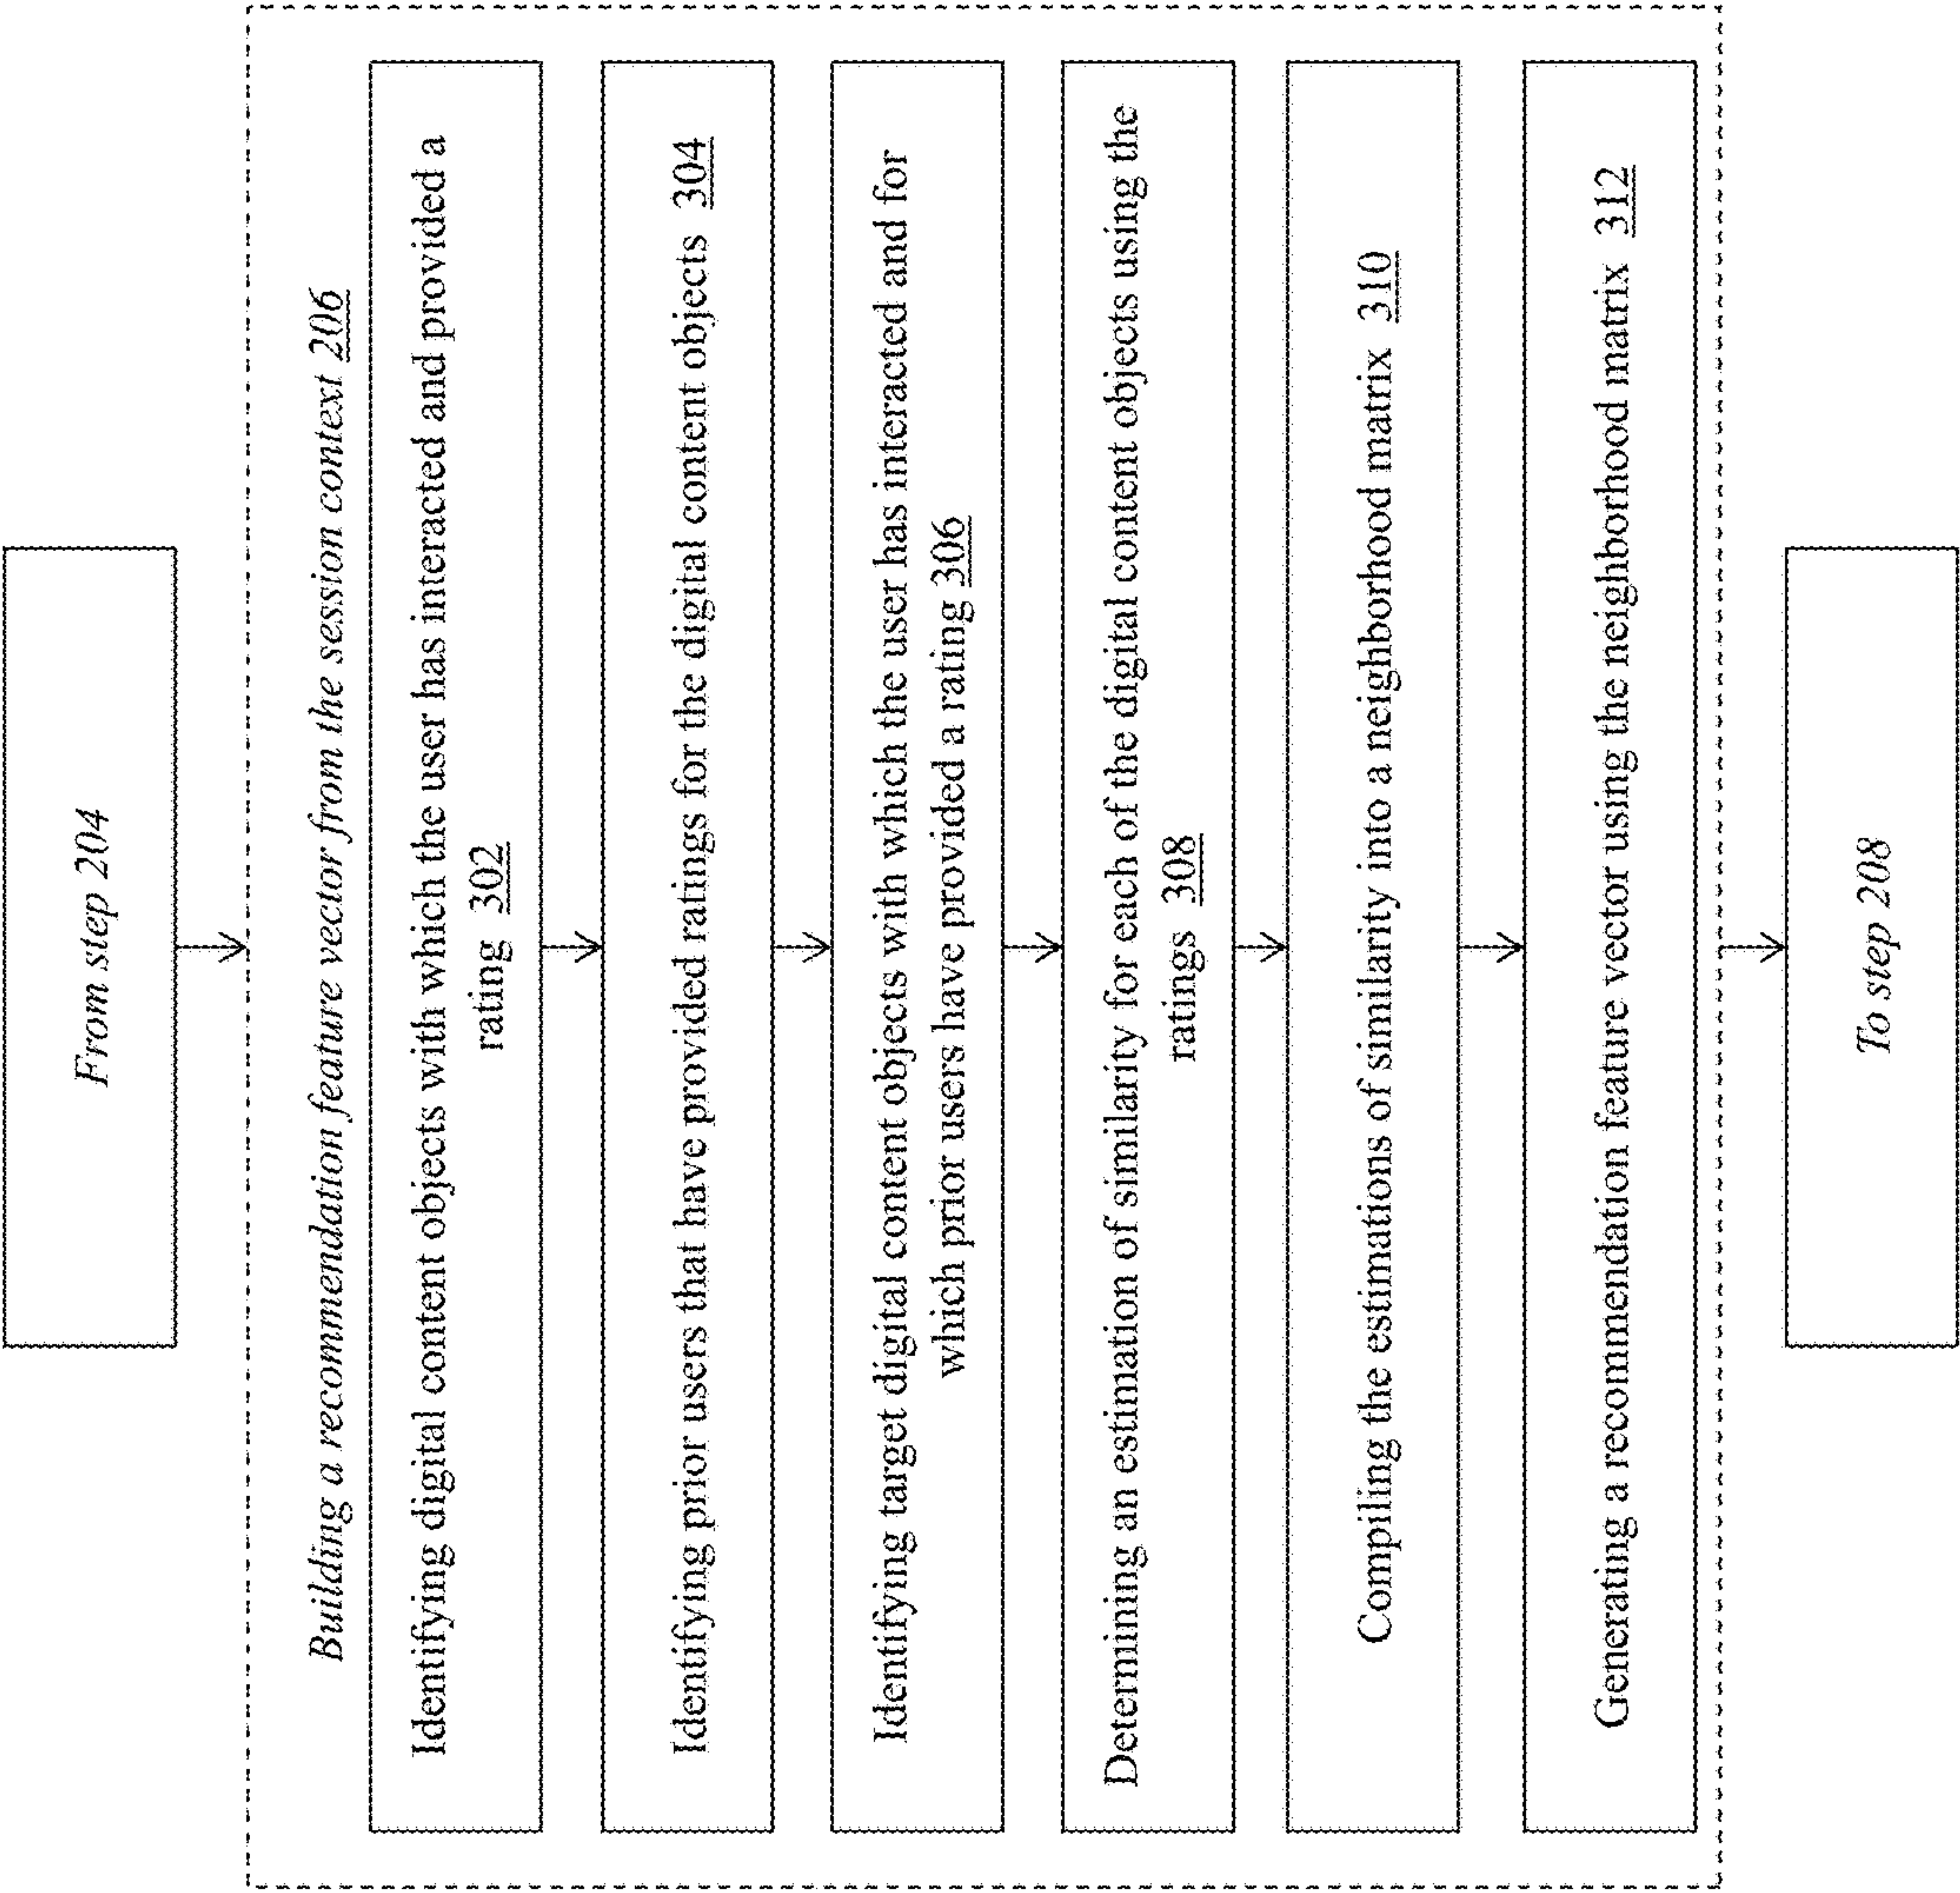 From step 204
Building a recommendation feature vector from the session context 206
Identifying digital content objects with which the user has interacted and provided a
rating 302
Identifying prior users that have provided ratings for the digital content objects 304
Identifying target digital content objects with which the user has interacted and for
which prior users have provided a rating 306
Determining an estimation of similarity for each of the digital content objects using the
ratings 308
Compiling the estimations of similarity into a neighborhood matrix 310
Generating a recommendation feature vector using the neighborhood matrix 312
To step 208